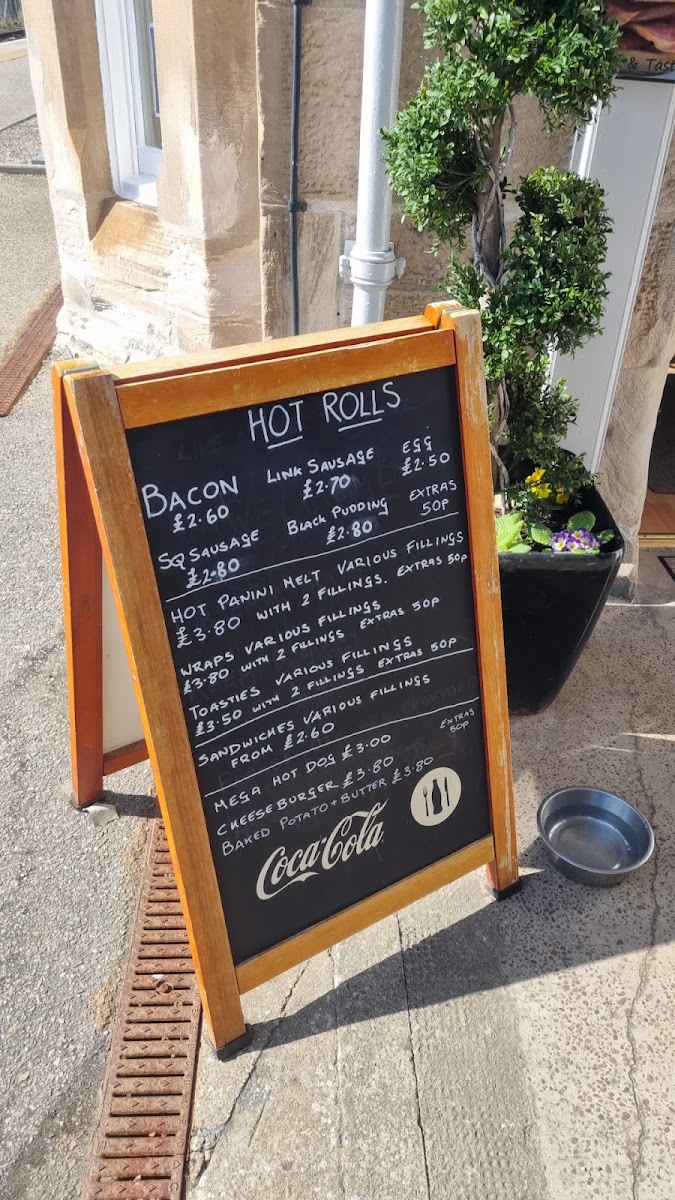 & Tast
HOT ROLLS
BACON LINK SAUSAGE EGG
£2.60 £2.70 £2.50
SQ SAUSAGE BLACK PUDDING EXTRAS
£2.80 £2.80 50P
HOT PANINI MELT VARIOUS FILLINGS
£3.80 WITH 2 FILLINGS. EXTRAS 50P
WRAPS VARIOUS FILLINGS
£3.80 WITH 2 FILLINGS EXTRAS 50P
TOASTIES VARIOUS FILLINGS
£3.50 WITH 2 FILLINGS EXTRAS 50P
SANDWICHES VARIOUS FILLINGS
FROM £2.60
EXTRAS
50P
MEGA HOT DOG £3.00
CHEESEBURGER £3.80
BAKED POTATO + BUTTER £3.80
Coca-Cola